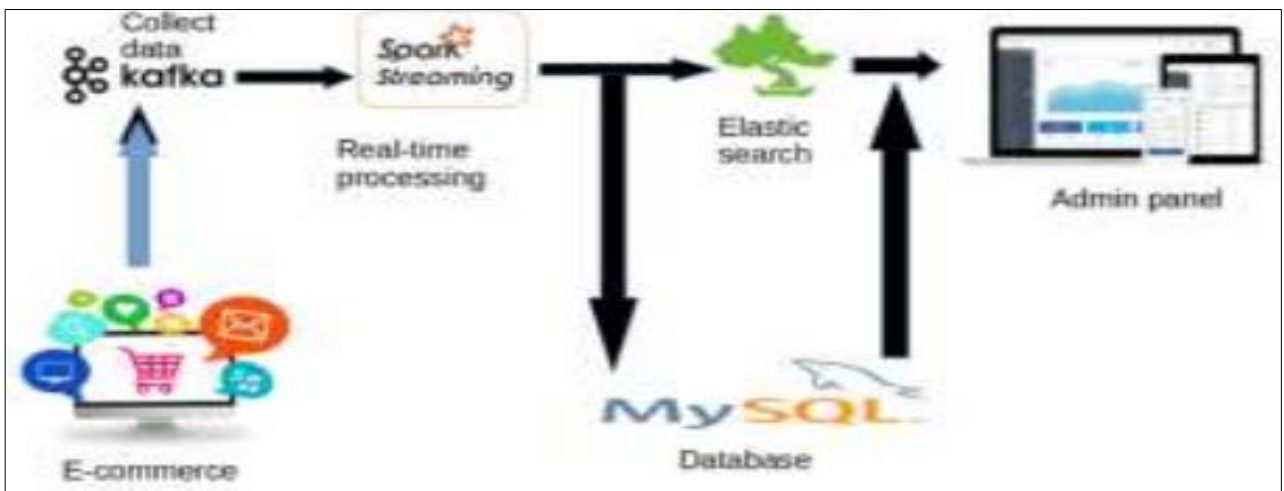 Collect
data
kafka
Spark
Streaming
Real-time
processing
Elastic
search
Admin panel
E-commerce
MySQL
Database